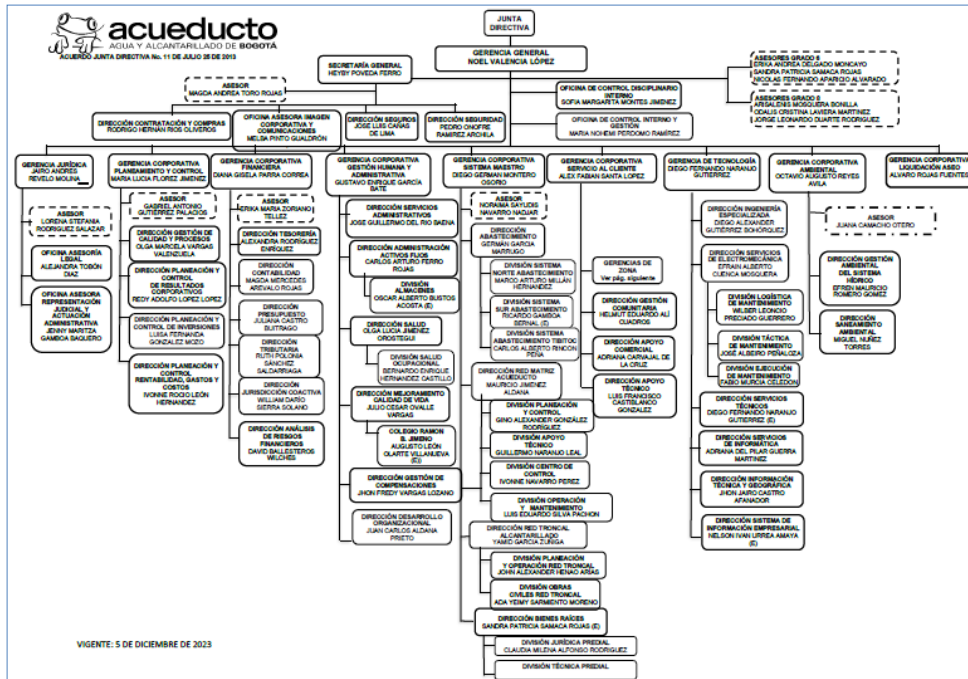 acueducto
AGUA Y ALCANTARILLADO DE BOGOTÁ
ACUERDO JUNTA DIRECTIVA No. 11 DE JULIO 25 DE 2013
JUNTA
DIRECTIVA
GERENCIA GENERAL
NOEL VALENCIA LÓPEZ
SECRETARÍA GENERAL
HEYBY POVEDA FERRO
ASESOR
MAGDA ANDREA TORO ROJAS
ASESORES GRADO 8
ERIKA ANDREA DELGADO MONCAYO
SANDRA PATRICIA SAMACA ROJAS
NICOLAS FERNANDO APARICIO ALVARADO
OFICINA DE CONTROL DISCIPLINARIO
INTERNO
SOFIA MARGARITA MONTES JIMENEZ
ASESORES GRADO
ARISALENIS MOSQUERA BONILLA
ODALIS CRISTINA LAVIERA MARTÍNEZ
JORGE LEONARDO DUARTE RODRIGUEZ
DIRECCIÓN CONTRATACIÓN Y COMPRAS
RODRIGO HERNAN RIOS OLIVEROS
OFICINA ASESORA IMAGEN
CORPORATIVA Y
COMUNICACIONES
MELBA PINTO GUALDRÓN
DIRECCIÓN SEGUROS
JOSE LUIS CAÑAS
DE LIMA
DIRECCIÓN SEGURIDAD
PEDRO ONOFRE
RAMIREZ ARCHILA
OFICINA DE CONTROL INTERNO Y
GESTIÓN
MARIA NOHEMI PERDOMO RAMÍREZ
GERENCIA JURÍDICA
JAIRO ANDRÉS
REVELO MOLINA
ASESOR
LORENA STEFANIA
RODRIGUEZ SALAZAR
OFICINA ASESORÍA
LEGAL
ALEJANDRA TOBÓN
DIAZ
OFICINA ASESORA
REPRESENTACIÓN
JUDICIAL Y
ACTUACIÓN
ADMINISTRATIVA
JENNY MARITZA
GAMBOA BAQUERO
GERENCIA CORPORATIVA
PLANEAMIENTO Y CONTROL
MARIA LUCIA FLOREZ JIMENEZ
ASESOR
GABRIEL ANTONIO
GUTIÉRREZ PALACIOS
DIRECCIÓN GESTIÓN DE
CALIDAD Y PROCESOS
OLGA MARCELA VARGAS
VALENZUELA
DIRECCIÓN PLANEACIÓN Y
CONTROL
DE RESULTADOS
CORPORATIVOS
REDY ADOLFO LOPEZ LOPEZ
DIRECCIÓN PLANEACIÓN Y
CONTROL DE INVERSIONES
LUISA FERNANDA
GONZALEZ MOZO
DIRECCIÓN PLANEACIÓN Y
CONTROL
RENTABILIDAD, GASTOS Y
COSTOS
IVONNE ROCIO LEÓN
HERNANDEZ
GERENCIA CORPORATIVA
FINANCIERA
DIANA GISELA PARRA CORREA
ASESOR
ERIKA MARIA ZORIANO
TELLEZ
DIRECCIÓN TESORERÍA
ALEXANDRA RODRÍGUEZ
ENRÍQUEZ
DIRECCIÓN
CONTABILIDAD
MAGDA MERCEDES
AREVALO ROJAS
DIRECCIÓN
PRESUPUESTO
JULIANA CASTRO
BUITRAGO
DIRECCIÓN
TRIBUTARIA
RUTH POLONIA
SÁNCHEZ
SALDARRIAGA
DIRECCIÓN
JURISDICCIÓN COACTIVA
WILLIAM DARÍO
SIERRA SOLANO
DIRECCIÓN ANÁLISIS
DE RIESGOS
FINANCIEROS
DAVID BALLESTEROS
WILCHES
GERENCIA CORPORATIVA
GESTIÓN HUMANA Y
ADMINISTRATIVA
GUSTAVO ENRIQUE GARCÍA
BATE
DIRECCIÓN SERVICIOS
ADMINISTRATIVOS
JOSE GUILLERMO DEL RIO BAENA
DIRECCIÓN ADMINISTRACIÓN
ACTIVOS FIJOS
CARLOS ARTURO FERRO
ROJAS
DIVISIÓN
ALMACENES
OSCAR ALBERTO BUSTOS
ACOSTA (E)
DIRECCIÓN SALUD
OLGA LUCIA JIMENEZ
OROSTEGUI
DIVISIÓN SALUD
OCUPACIONAL
BERNARDO ENRIQUE
HERNANDEZ CASTILLO
DIRECCIÓN MEJORAMIENTO
CALIDAD DE VIDA
JULIO CESAR OVALLE
VARGAS
COLEGIO RAMON
B. JIMENO
AUGUSTO LEÓN
OLARTE VILLANUEVA
(E))
DIRECCIÓN GESTIÓN DE
COMPENSACIONES
JHON FREDY VARGAS LOZANO
DIRECCIÓN DESARROLLO
ORGANIZACIONAL
JUAN CARLOS ALDANA
PRIETO
GERENCIA CORPORATIVA
SISTEMA MAESTRO
DIEGO GERMAN MONTERO
OSORIO
ASESOR
NORAIMA SAYUDIS
NAVARRO NADJAR
DIRECCIÓN
ABASTECIMIENTO
GERMÁN GARCIA
MARRUGO
DIVISIÓN SISTEMA
NORTE ABASTECIMIENTO
MARCO ARTURO MILLÁN
HERNANDEZ
DIVISIÓN SISTEMA
SUR ABASTECIMIENTO
RICARDO GAMBOA
BERNAL (E)
DIVISIÓN SISTEMA
ABASTECIMIENTO TIBITOC
CARLOS ALBERTO RINCON
PEÑA
DIRECCIÓN RED MATRIZ
ACUEDUCTO
MAURICIO JIMÉNEZ
ALDANA
DIVISIÓN PLANEACIÓN
Y CONTROL
GINO ALEXANDER GONZÁLEZ
RODRÍGUEZ
DIVISIÓN APOYO
TÉCNICO
GUILLERMO NARANJO LEAL
DIVISIÓN CENTRO DE
CONTROL
IVONNE NAVARRO PEREZ
DIVISIÓN OPERACIÓN
Y MANTENIMIENTO
LUIS EDUARDO SILVA PACHON
DIRECCIÓN RED TRONCAL
ALCANTARILLADO
YAMID GARCIA ZUÑIGA
DIVISIÓN PLANEACIÓN
Y OPERACIÓN RED TRONCAL
JOHN ALEXANDER HENAO ARÍAS
DIVISIÓN OBRAS
CIVILES RED TRONCAL
ADA YEIMY SARMIENTO MORENO
DIRECCIÓN BIENES RAÍCES
SANDRA PATRICIA SAMACA ROJAS (E)
DIVISIÓN JURÍDICA PREDIAL
CLAUDIA MILENA ALFONSO RODRIGUEZ
DIVISIÓN TÉCNICA PREDIAL
GERENCIA CORPORATIVA
SERVICIO AL CLIENTE
ALEX FABIAN SANTA LOPEZ
GERENCIAS DE
ZONA
Ver pág. siguiente
DIRECCIÓN GESTIÓN
COMUNITARIA
HELMUT EDUARDO ALÍ
CUADROS
DIRECCIÓN APOYO
COMERCIAL
ADRIANA CARVAJAL DE
LA CRUZ
DIRECCIÓN APOYO
TÉCNICO
LUIS FRANCISCO
CASTIBLANCO
GONZALEZ
GERENCIA DE TECNOLOGÍA
DIEGO FERNANDO NARANJO
GUTIERREZ
DIRECCIÓN INGENIERÍA
ESPECIALIZADA
DIEGO ALEXANDER
GUTIÉRREZ BOHORQUEZ
DIRECCIÓN SERVICIOS
DE ELECTROMECÁNICA
EFRAIN ALBERTO
CUENCA MOSQUERA
DIVISIÓN LOGÍSTICA
DE MANTENIMIENTO
WILBER LEONCIO
PRECIADO GUERRERO
DIVISIÓN TÁCTICA
DE MANTENIMIENTO
JOSÉ ALBEIRO PEÑALOZA
DIVISIÓN EJECUCIÓN
DE MANTENIMIENTO
FABIO MURCIA CELEDON
DIRECCIÓN SERVICIOS
TÉCNICOS
DIEGO FERNANDO NARANJO
GUTIERREZ (E)
DIRECCIÓN SERVICIOS
DE INFORMÁTICA
ADRIANA DEL PILAR GUERRA
MARTINEZ
DIRECCIÓN INFORMACIÓN
TÉCNICA Y GEOGRÁFICA
JHON JAIRO CASTRO
AFANADOR
DIRECCIÓN SISTEMA DE
INFORMACIÓN EMPRESARIAL
NELSON IVAN URREA AMAYA
(E)
GERENCIA CORPORATIVA
AMBIENTAL
OCTAVIO AUGUSTO REYES
AVILA
ASESOR
JUANA CAMACHO OTERO
DIRECCIÓN GESTIÓN
AMBIENTAL
DEL SISTEMA
HÍDRICO
EFREN MAURICIO
ROMERO GOMEZ
DIRECCIÓN
SANEAMIENTO
AMBIENTAL
MIGUEL NUÑEZ
TORRES
GERENCIA CORPORATIVA
LIQUIDACIÓN ASEO
ALVARO ROJAS FUENTES
VIGENTE: 5 DE DICIEMBRE DE 2023